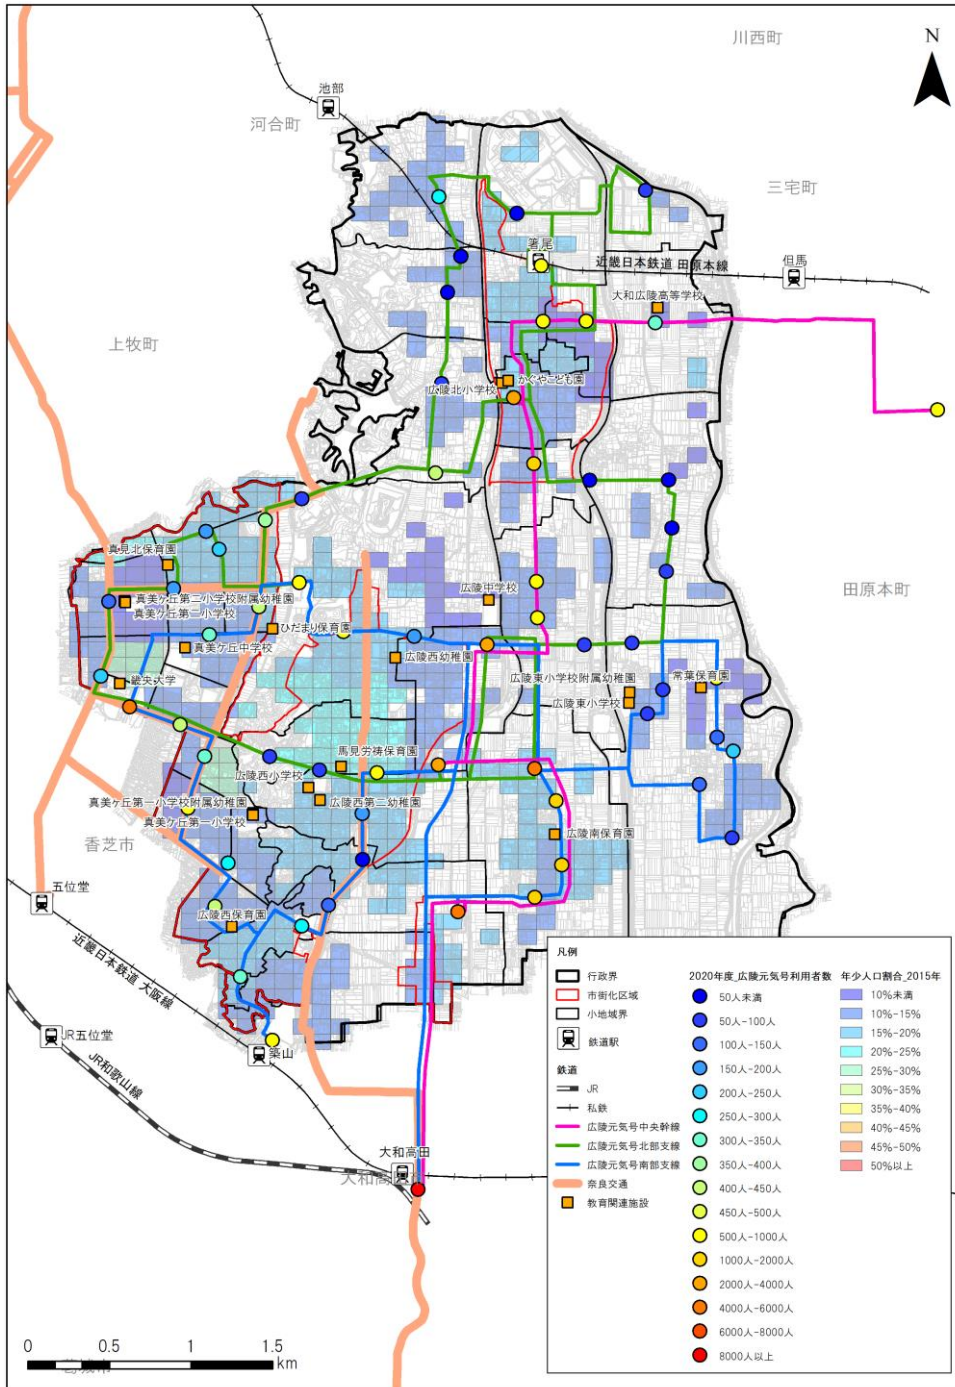 川西町
N
池部
河合町
三宅町
箸尾
近畿日本鉄道 田原本線
但馬
大和広陵高等学校
上牧町
広陵北小学校
かぐやこども園
真美北保育園
広陵中学校
田原本町
真美ヶ丘第二小学校附属幼稚園
真美ヶ丘第二小学校
ひだまり保育園
真美ケ丘中学校
広陵西幼稚園
畿央大学
広陵東小学校附属幼稚園
常葉保育園
広陵東小学校
馬見労祷保育園
広陵西小学校
真美ヶ丘第一小学校附属幼稚園
広陵西第二幼稚園
真美ヶ丘第一小学校
広陵南保育園
香芝市
五位堂
広陵西保育園
近畿日本鉄道 大阪線
JR五位堂
築山
JR和歌山線
大和高田
大和高
凡例
行政界
市街化区域
小地域界
鉄道駅
鉄道
JR
私鉄
広陵元気号中央幹線
広陵元気号北部支線
広陵元気号南部支線
奈良交通
教育関連施設
2020年度_広陵元気号利用者数
50人未満
50人-100人
100人-150人
150人-200人
200人-250人
250人-300人
300人-350人
350人-400人
400人-450人
450人-500人
500人-1000人
1000人-2000人
2000人-4000人
4000人-6000人
6000人-8000人
8000人以上
年少人口割合_2015年
10%未満
10%-15%
15%-20%
20%-25%
25%-30%
30%-35%
35%-40%
40%-45%
45%-50%
50%以上
0 0.5 1 1.5
km
葛城市